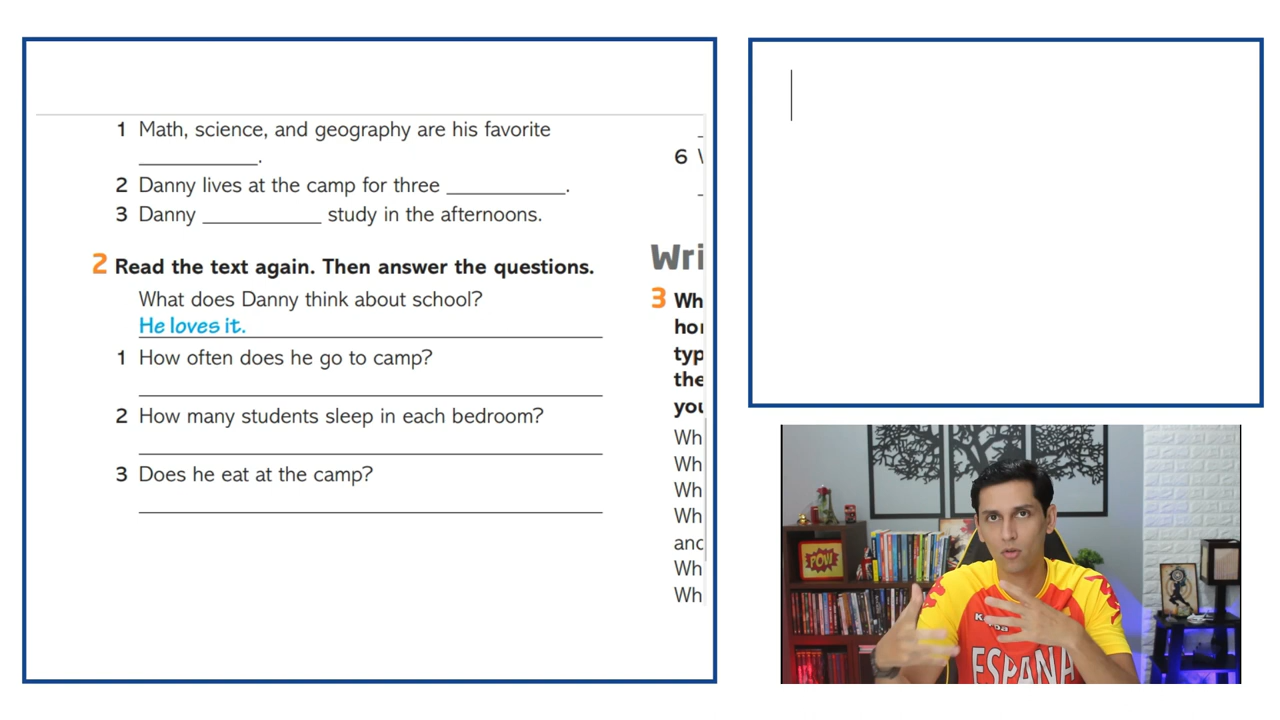 1 Math, science, and geography are his favorite
____________.
2 Danny lives at the camp for three ____________.
3 Danny ____________ study in the afternoons.
2 Read the text again. Then answer the questions.
What does Danny think about school?
He loves it.
1 How often does he go to camp?
2 How many students sleep in each bedroom?
3 Does he eat at the camp?
6
3
POW
ESPAÑA